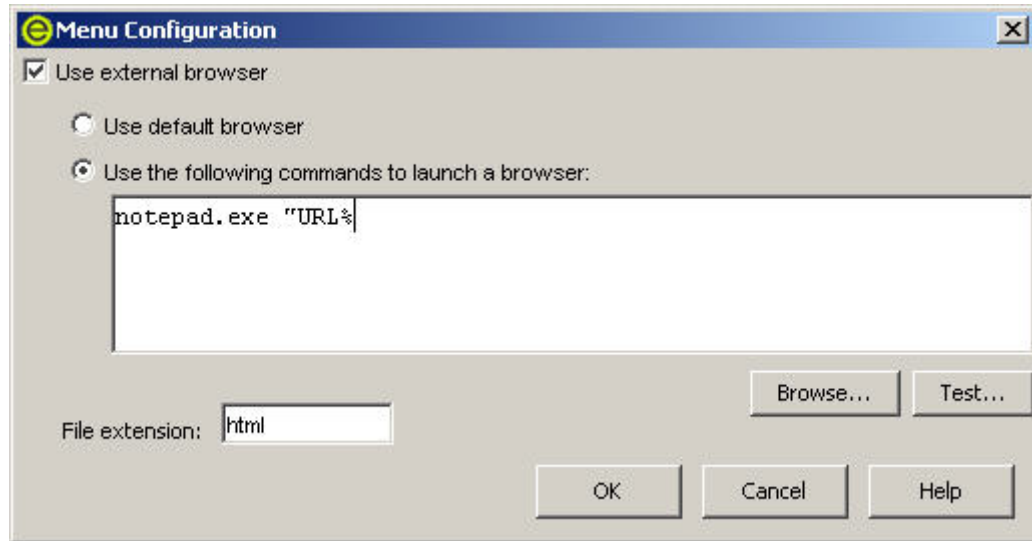 Menu Configuration
Use external browser
Use default browser
Use the following commands to launch a browser:
notepad.exe "URL%
Browse... Test...
File extension: html
OK Cancel Help